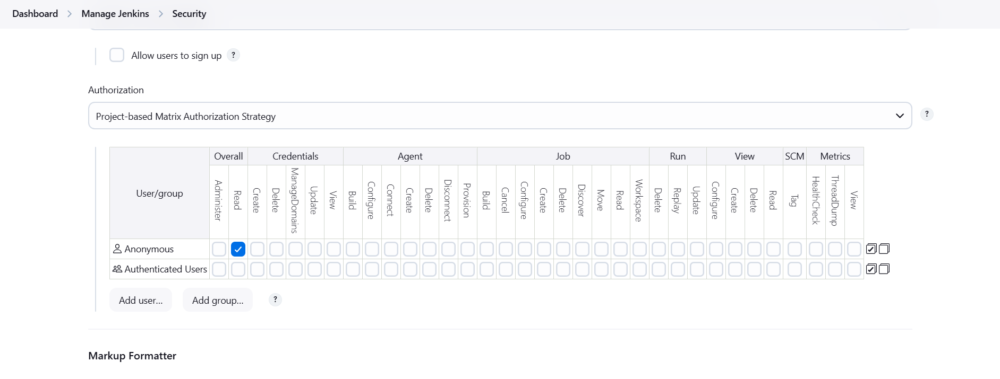 Dashboard > Manage Jenkins > Security
Allow users to sign up ?
Authorization
Project-based Matrix Authorization Strategy
?
User/group
Overall Credentials Agent Job Run View SCM Metrics
Administer Read Create Delete ManageDomains Update View Build Configure Connect Create Delete Disconnect Provision Build Cancel Configure Create Delete Discover Move Read Workspace Delete Replay Update Configure Create Delete Read Tag HealthCheck ThreadDump View
Anonymous
Authenticated Users
Add user... Add group... ?
Markup Formatter